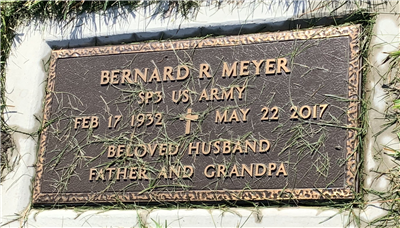 BERNARD R MEYER
SP3 US ARMY
FEB 17 1932 MAY 22 2017
BELOVED HUSBAND
FATHER AND GRANDPA